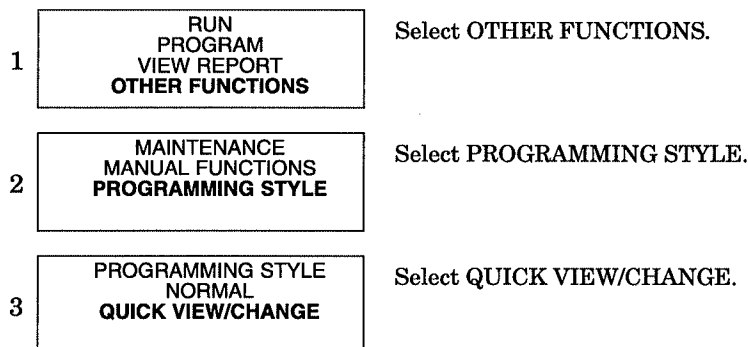 1
RUN
PROGRAM
VIEW REPORT
OTHER FUNCTIONS
Select OTHER FUNCTIONS.
2
MAINTENANCE
MANUAL FUNCTIONS
PROGRAMMING STYLE
Select PROGRAMMING STYLE.
3
PROGRAMMING STYLE
NORMAL
QUICK VIEW/CHANGE
Select QUICK VIEW/CHANGE.